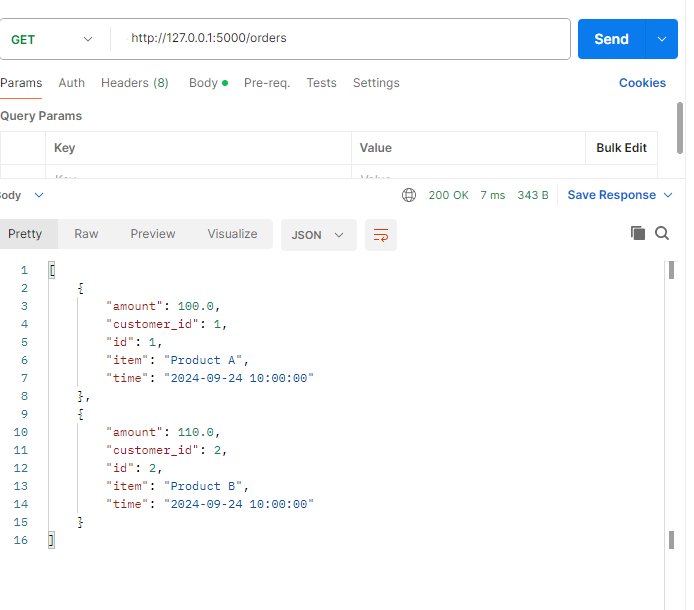 GET http://127.0.0.1:5000/orders Send
Params Auth Headers (8) Body Pre-req. Tests Settings Cookies
Query Params
Key Value Bulk Edit
ody 200 OK 7 ms 343 B Save Response
Pretty Raw Preview Visualize JSON
1 [
2 {
3 "amount": 100.0,
4 "customer_id": 1,
5 "id": 1,
6 "item": "Product A",
7 "time": "2024-09-24 10:00:00"
8 },
9 {
10 "amount": 110.0,
11 "customer_id": 2,
12 "id": 2,
13 "item": "Product B",
14 "time": "2024-09-24 10:00:00"
15 }
16 ]